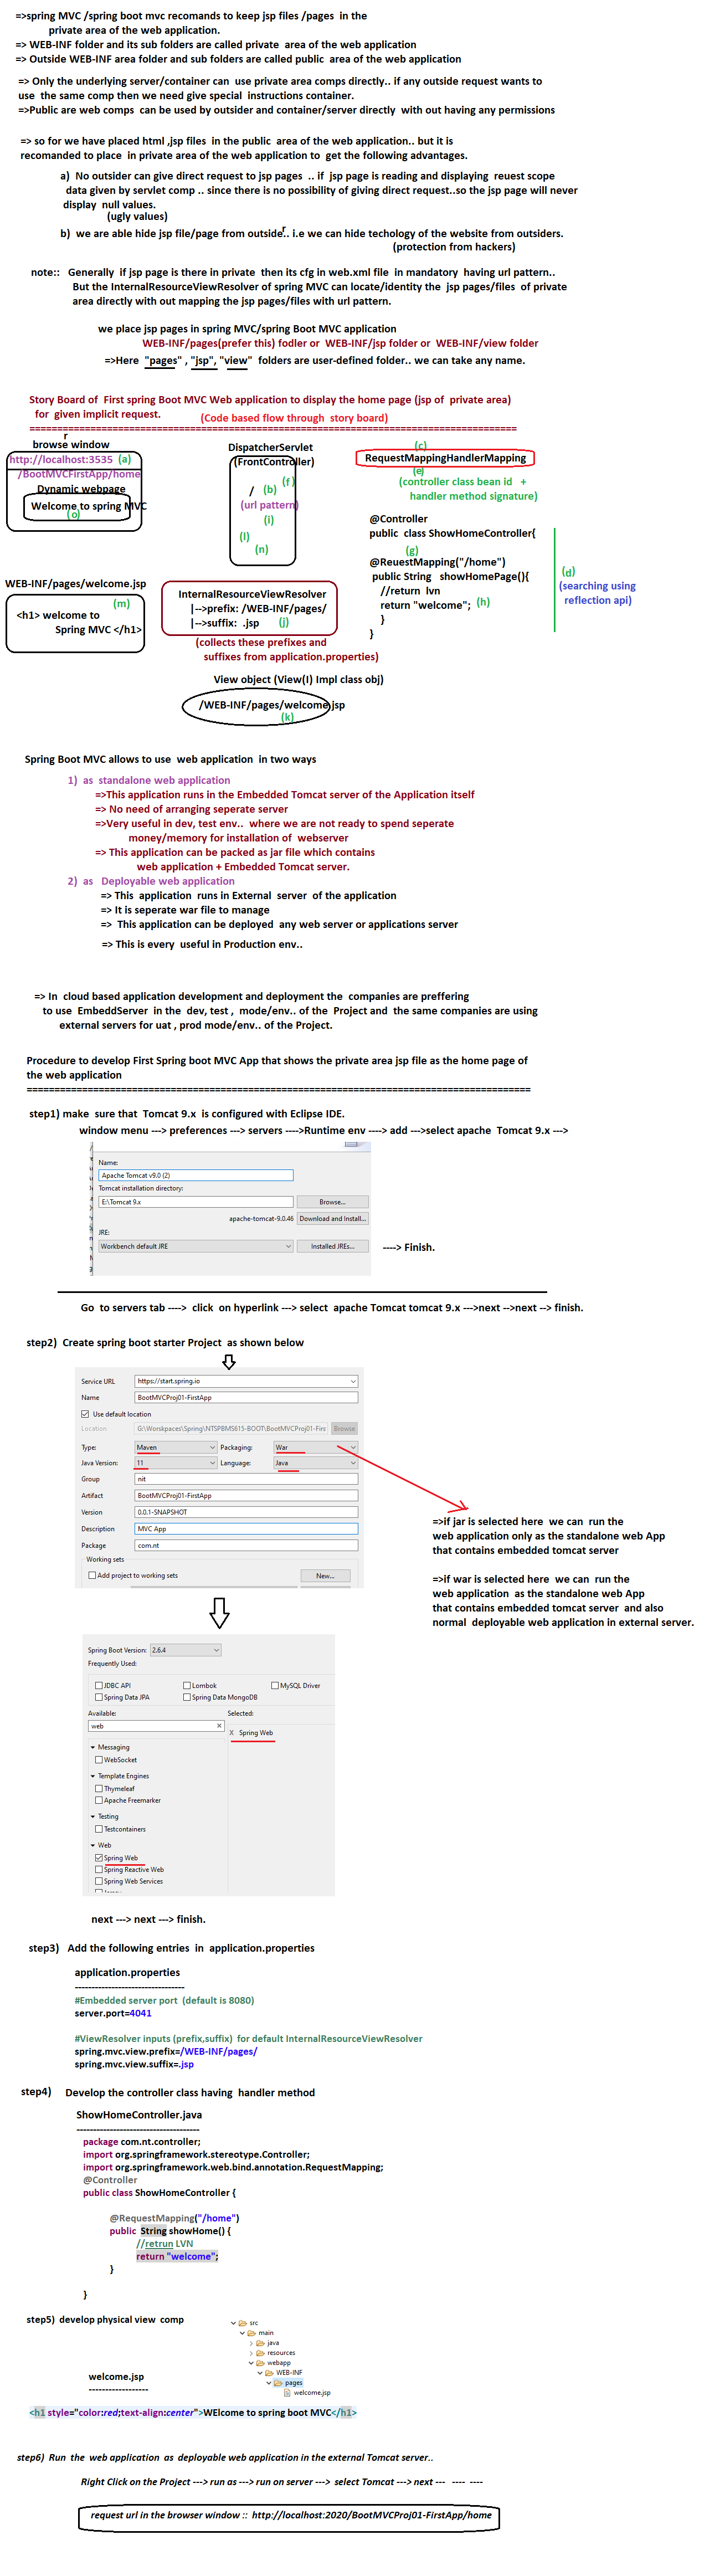 =>spring MVC /spring boot mvc recomands to keep jsp files /pages in the
private area of the web application.
=> WEB-INF folder and its sub folders are called private area of the web application
=> Outside WEB-INF area folder and sub folders are called public area of the web application
=> Only the underlying server/container can use private area comps directly.. if any outside request wants to
use the same comp then we need give special instructions container.
=>Public are web comps can be used by outsider and container/server directly with out having any permissions
=> so for we have placed html ,jsp files in the public area of the web application.. but it is
recomanded to place in private area of the web application to get the following advantages.
a) No outsider can give direct request to jsp pages .. if jsp page is reading and displaying reuest scope
data given by servlet comp .. since there is no possibility of giving direct request..so the jsp page will never
display null values.
(ugly values)
r
b) we are able hide jsp file/page from outside.. i.e we can hide techology of the website from outsiders.
(protection from hackers)
note:: Generally if jsp page is there in private then its cfg in web.xml file in mandatory having url pattern..
But the InternalResourceViewResolver of spring MVC can locate/identity the jsp pages/files of private
area directly with out mapping the jsp pages/files with url pattern.
we place jsp pages in spring MVC/spring Boot MVC application
WEB-INF/pages(prefer this) fodler or WEB-INF/jsp folder or WEB-INF/view folder
=>Here "pages" , "jsp", "view" folders are user-defined folder.. we can take any name.
Story Board of First spring Boot MVC Web application to display the home page (jsp of private area)
for given implicit request. (Code based flow through story board)
=====================================================================================
r
browse window
http://localhost:3535 (a)
/BootMVCFirstApp/home
Dynamic webpage
Welcome to spring MVC
(o)
DispatcherServlet
(FrontController)
(f)
/ (b)
(url pattern)
(i)
(l)
(n)
(c)
RequestMappingHandlerMapping
(e)
(controller class bean id +
handler method signature)
@Controller
public class ShowHomeController{
(g)
@ReuestMapping("/home")
public String showHomePage(){
//return lvn
return "welcome"; (h)
}
}
(d)
(searching using
reflection api)
WEB-INF/pages/welcome.jsp
(m)
<h1> welcome to
Spring MVC </h1>
InternalResourceViewResolver
|-->prefix: /WEB-INF/pages/
|-->suffix: .jsp (j)
(collects these prefixes and
suffixes from application.properties)
View object (View(I) Impl class obj)
/WEB-INF/pages/welcome.jsp
(k)
Spring Boot MVC allows to use web application in two ways
1) as standalone web application
=>This application runs in the Embedded Tomcat server of the Application itself
=> No need of arranging seperate server
=>Very useful in dev, test env.. where we are not ready to spend seperate
money/memory for installation of webserver
=> This application can be packed as jar file which contains
web application + Embedded Tomcat server.
2) as Deployable web application
=> This application runs in External server of the application
=> It is seperate war file to manage
=> This application can be deployed any web server or applications server
=> This is every useful in Production env..
=> In cloud based application development and deployment the companies are preffering
to use EmbeddServer in the dev, test , mode/env.. of the Project and the same companies are using
external servers for uat , prod mode/env.. of the Project.
Procedure to develop First Spring boot MVC App that shows the private area jsp file as the home page of
the web application
=====================================================================================
step1) make sure that Tomcat 9.x is configured with Eclipse IDE.
window menu ---> preferences ---> servers ---->Runtime env ----> add --->select apache Tomcat 9.x --->
Name:
Apache Tomcat v9.0 (2)
Tomcat installation directory:
E:\Tomcat 9.x
Browse...
apache-tomcat-9.0.46 Download and Install...
JRE:
Workbench default JRE
Installed JREs...
----> Finish.
Go to servers tab ----> click on hyperlink ---> select apache Tomcat tomcat 9.x --->next -->next --> finish.
step2) Create spring boot starter Project as shown below
Service URL https://start.spring.io
Name BootMVCProj01-FirstApp
Use default location
Location G:\Worskpaces\Spring\NTSPBMS615-BOOT\BootMVCProj01-Firs Browse
Type: Maven Packaging: War
Java Version: 11 Language: Java
Group nit
Artifact BootMVCProj01-FirstApp
Version 0.0.1-SNAPSHOT
Description MVC App
Package com.nt
Working sets
Add project to working sets New...
=>if jar is selected here we can run the
web application only as the standalone web App
that contains embedded tomcat server
=>if war is selected here we can run the
web application as the standalone web App
that contains embedded tomcat server and also
normal deployable web application in external server.
Spring Boot Version: 2.6.4
Frequently Used:
JDBC API Lombok MySQL Driver
Spring Data JPA Spring Data MongoDB
Available: Selected:
web
X Spring Web
Messaging
WebSocket
Template Engines
Thymeleaf
Apache Freemarker
Testing
Testcontainers
Web
Spring Web
Spring Reactive Web
Spring Web Services
next ---> next ---> finish.
step3) Add the following entries in application.properties
application.properties
---------------------------------
#Embedded server port (default is 8080)
server.port=4041
#ViewResolver inputs (prefix,suffix) for default InternalResourceViewResolver
spring.mvc.view.prefix=/WEB-INF/pages/
spring.mvc.view.suffix=.jsp
step4) Develop the controller class having handler method
ShowHomeController.java
-------------------------------------
package com.nt.controller;
import org.springframework.stereotype.Controller;
import org.springframework.web.bind.annotation.RequestMapping;
@Controller
public class ShowHomeController {
@RequestMapping("/home")
public String showHome() {
//retrun LVN
return "welcome";
}
}
step5) develop physical view comp
src
main
java
resources
webapp
WEB-INF
pages
welcome.jsp
welcome.jsp
------------------
<h1 style="color:red;text-align:center">WElcome to spring boot MVC</h1>
step6) Run the web application as deployable web application in the external Tomcat server..
Right Click on the Project ---> run as ---> run on server ---> select Tomcat ---> next --- ---- ----
request url in the browser window :: http://localhost:2020/BootMVCProj01-FirstApp/home